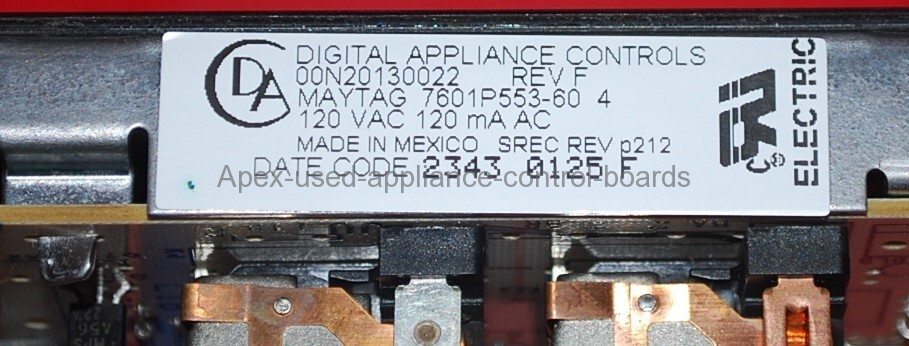 DIGITAL APPLIANCE CONTROLS
00N20130022 REV F
MAYTAG 7601P553-60 4
120 VAC 120 mA AC
MADE IN MEXICO SREC REV p212
DATE CODE 2343 0125 F
Apex-used-appliance-control-boards
DCA
ELECTRIC